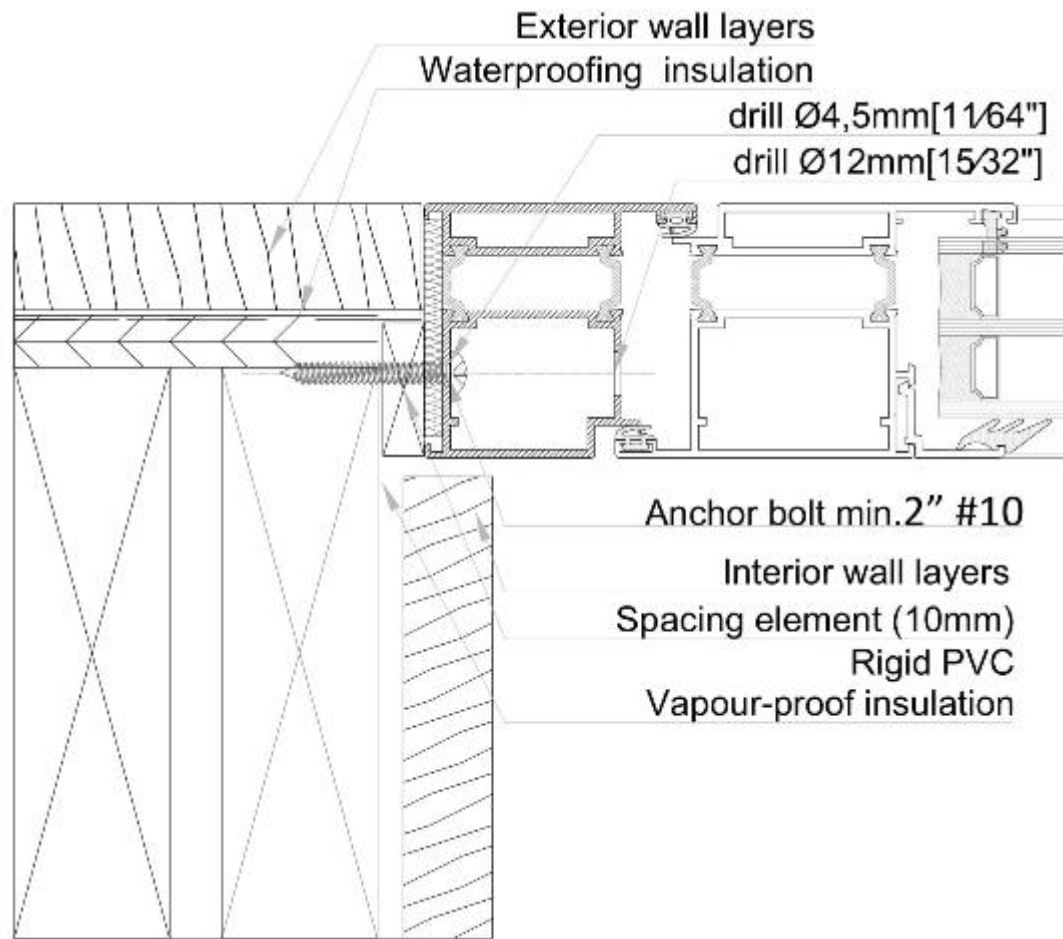 Exterior wall layers
Waterproofing insulation
drill Ø4,5mm[11⁄64"]
drill Ø12mm[15⁄32"]
Anchor bolt min.2” #10
Interior wall layers
Spacing element (10mm)
Rigid PVC
Vapour-proof insulation